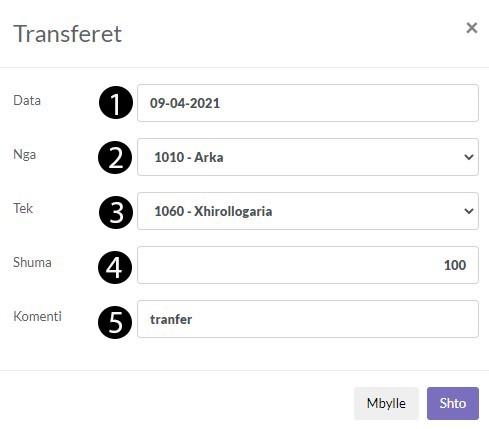 Transferet ×
Data 1 09-04-2021
Nga 2 1010 - Arka
Tek 3 1060 - Xhirollogaria
Shuma 4 100
Komenti 5 tranfer
Mbylle Shto